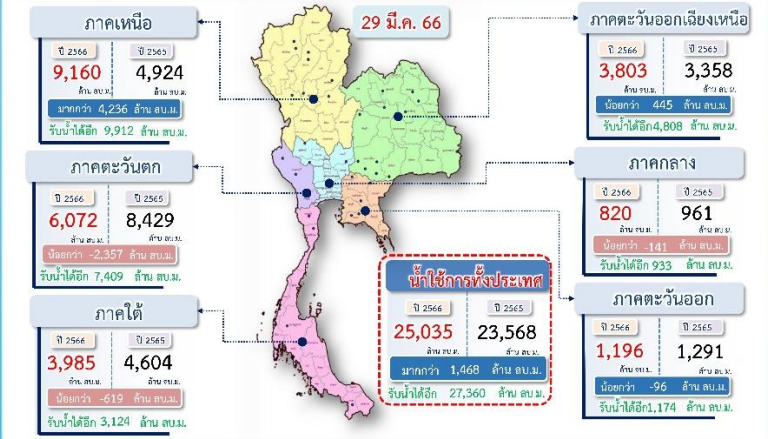 29 มี.ค. 66
ภาคเหนือ
ปี 2566 ปี 2565
9,160 4,924
ล้าน ลบ.ม. ล้าน ลบ.ม.
มากกว่า 4,236 ล้าน ลบ.ม.
รับน้ำได้อีก 9,912 ล้าน ลบ.ม.
ภาคตะวันออกเฉียงเหนือ
ปี 2566 ปี 2565
3,803 3,358
ล้าน ลบ.ม. ล้าน ลบ.ม.
น้อยกว่า 445 ล้าน ลบ.ม.
รับน้ำได้อีก4,808 ล้าน ลบ.ม.
ภาคตะวันตก
ปี 2566 ปี 2565
6,072 8,429
ล้าน ลบ.ม. ล้าน ลบ.ม.
น้อยกว่า -2,357 ล้าน ลบ.ม.
รับน้ำได้อีก 7,409 ล้าน ลบ.ม.
ภาคกลาง
ปี 2566 ปี 2565
820 961
ล้าน ลบ.ม. ล้าน ลบ.ม.
น้อยกว่า -141 ล้าน ลบ.ม.
รับน้ำได้อีก 933 ล้าน ลบ.ม.
ภาคใต้
ปี 2566 ปี 2565
3,985 4,604
ล้าน ลบ.ม. ล้าน ลบ.ม.
น้อยกว่า -619 ล้าน ลบ.ม.
รับน้ำได้อีก 3,124 ล้าน ลบ.ม.
น้ำใช้การทั้งประเทศ
ปี 2566 ปี 2565
25,035 23,568
ล้าน ลบ.ม. ล้าน ลบ.ม.
มากกว่า 1,468 ล้าน ลบ.ม.
รับน้ำได้อีก 27,360 ล้าน ลบ.ม.
ภาคตะวันออก
ปี 2566 ปี 2565
1,196 1,291
ล้าน ลบ.ม. ล้าน ลบ.ม.
น้อยกว่า -96 ล้าน ลบ.ม.
รับน้ำได้อีก1,174 ล้าน ลบ.ม.